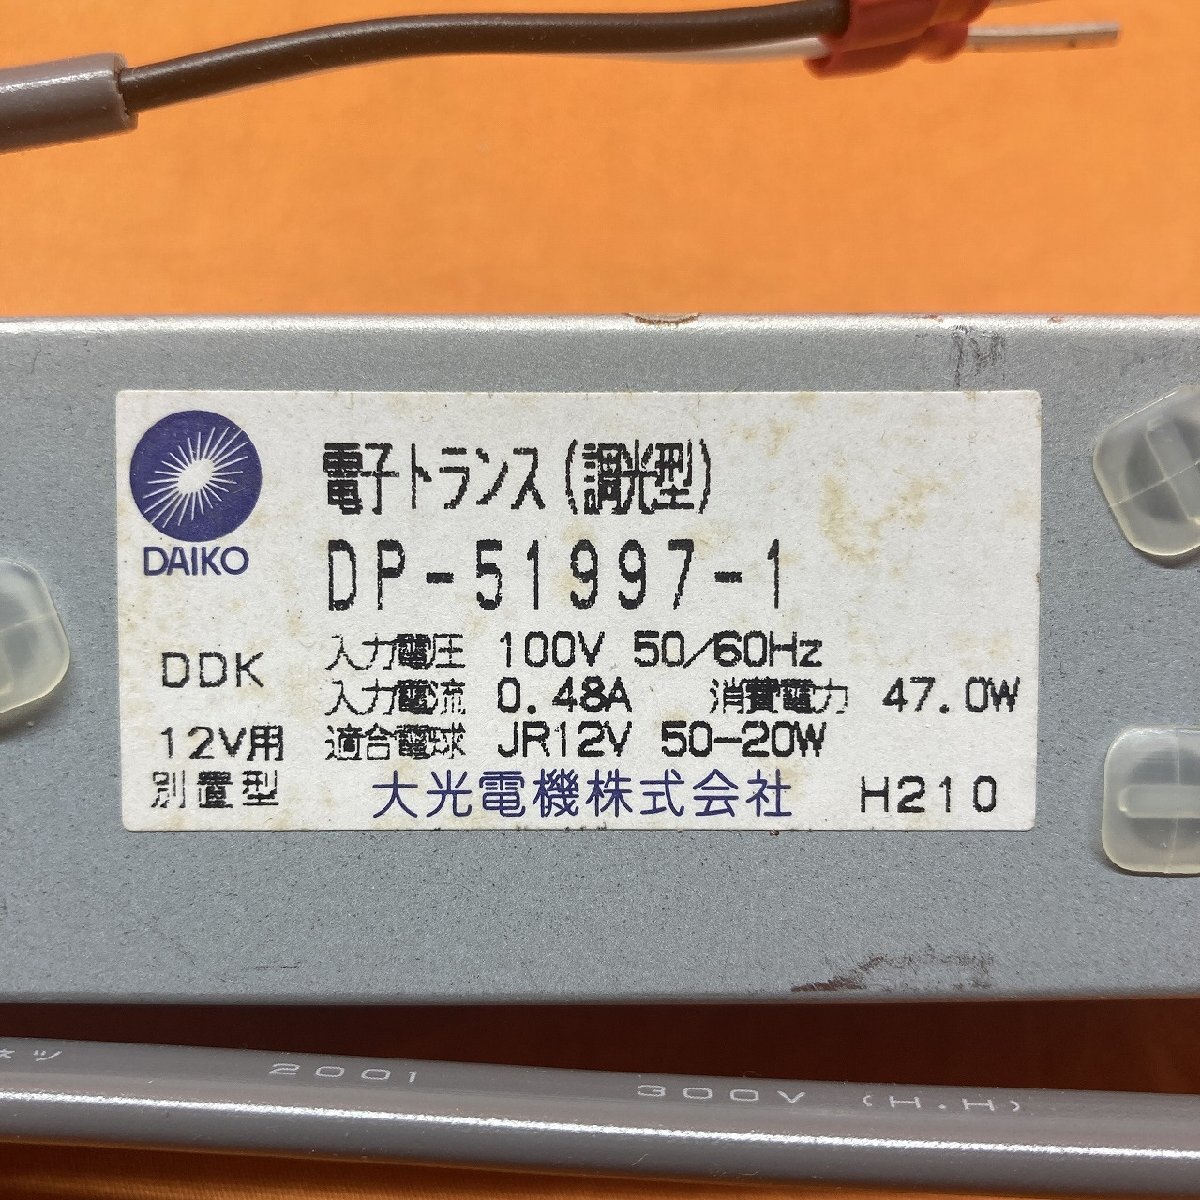 電子トランス(調光型)
DAIKO
DP-51997-1
DDK
入力電圧 100V 50/60Hz
入力電流 0.48A 消費電力 47.0W
12V用
適合電球 JR12V 50-20W
別置型
大光電機株式会社 H210
ネツ 2001 300V (H.H)